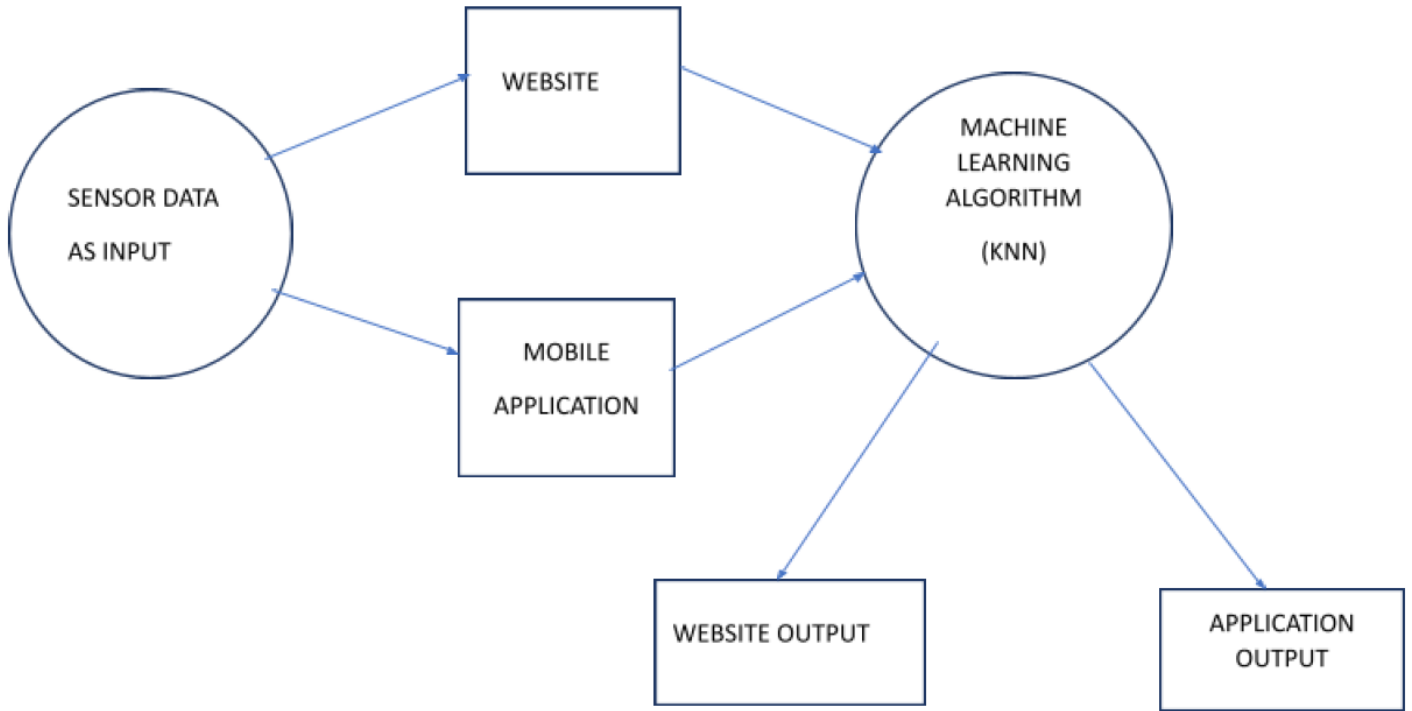 SENSOR DATA
AS INPUT
WEBSITE
MOBILE
APPLICATION
MACHINE
LEARNING
ALGORITHM
(KNN)
WEBSITE OUTPUT
APPLICATION
OUTPUT